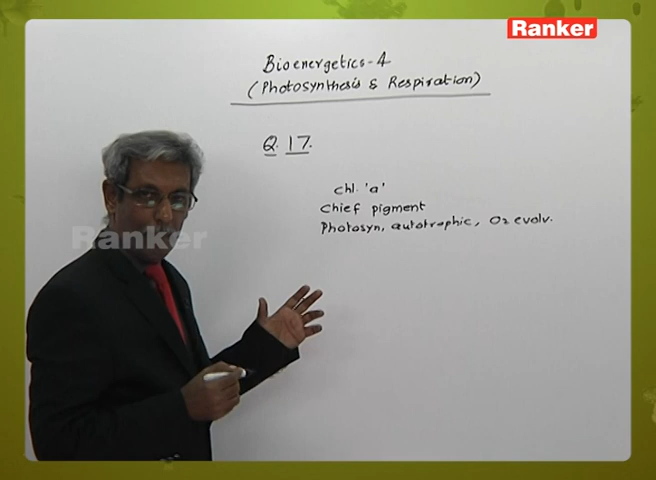 Ranker
Bioenergetics-4
(Photosynthesis & Respiration)
Q. 17.
chl. 'a'
chief pigment
Photosyn, autotrophic, O2 evolv.
Ranker